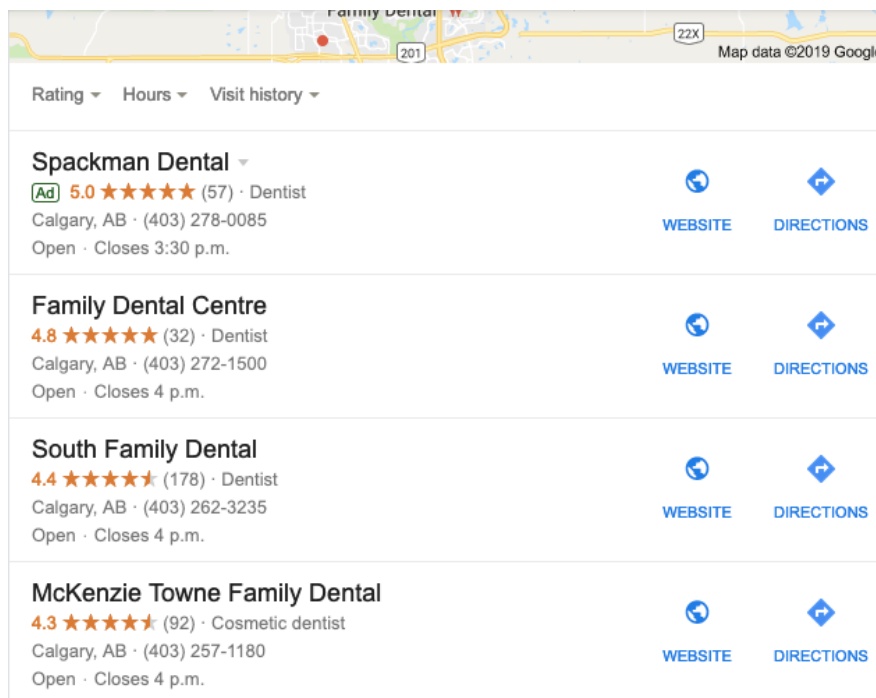 Family Dental
201
22X
Map data ©2019 Google
Rating Hours Visit history
Spackman Dental
Ad 5.0 (57) · Dentist
Calgary, AB · (403) 278-0085
Open · Closes 3:30 p.m.
WEBSITE DIRECTIONS
Family Dental Centre
4.8 (32) · Dentist
Calgary, AB · (403) 272-1500
Open · Closes 4 p.m.
WEBSITE DIRECTIONS
South Family Dental
4.4 (178) · Dentist
Calgary, AB · (403) 262-3235
Open · Closes 4 p.m.
WEBSITE DIRECTIONS
McKenzie Towne Family Dental
4.3 (92) · Cosmetic dentist
Calgary, AB · (403) 257-1180
Open · Closes 4 p.m.
WEBSITE DIRECTIONS